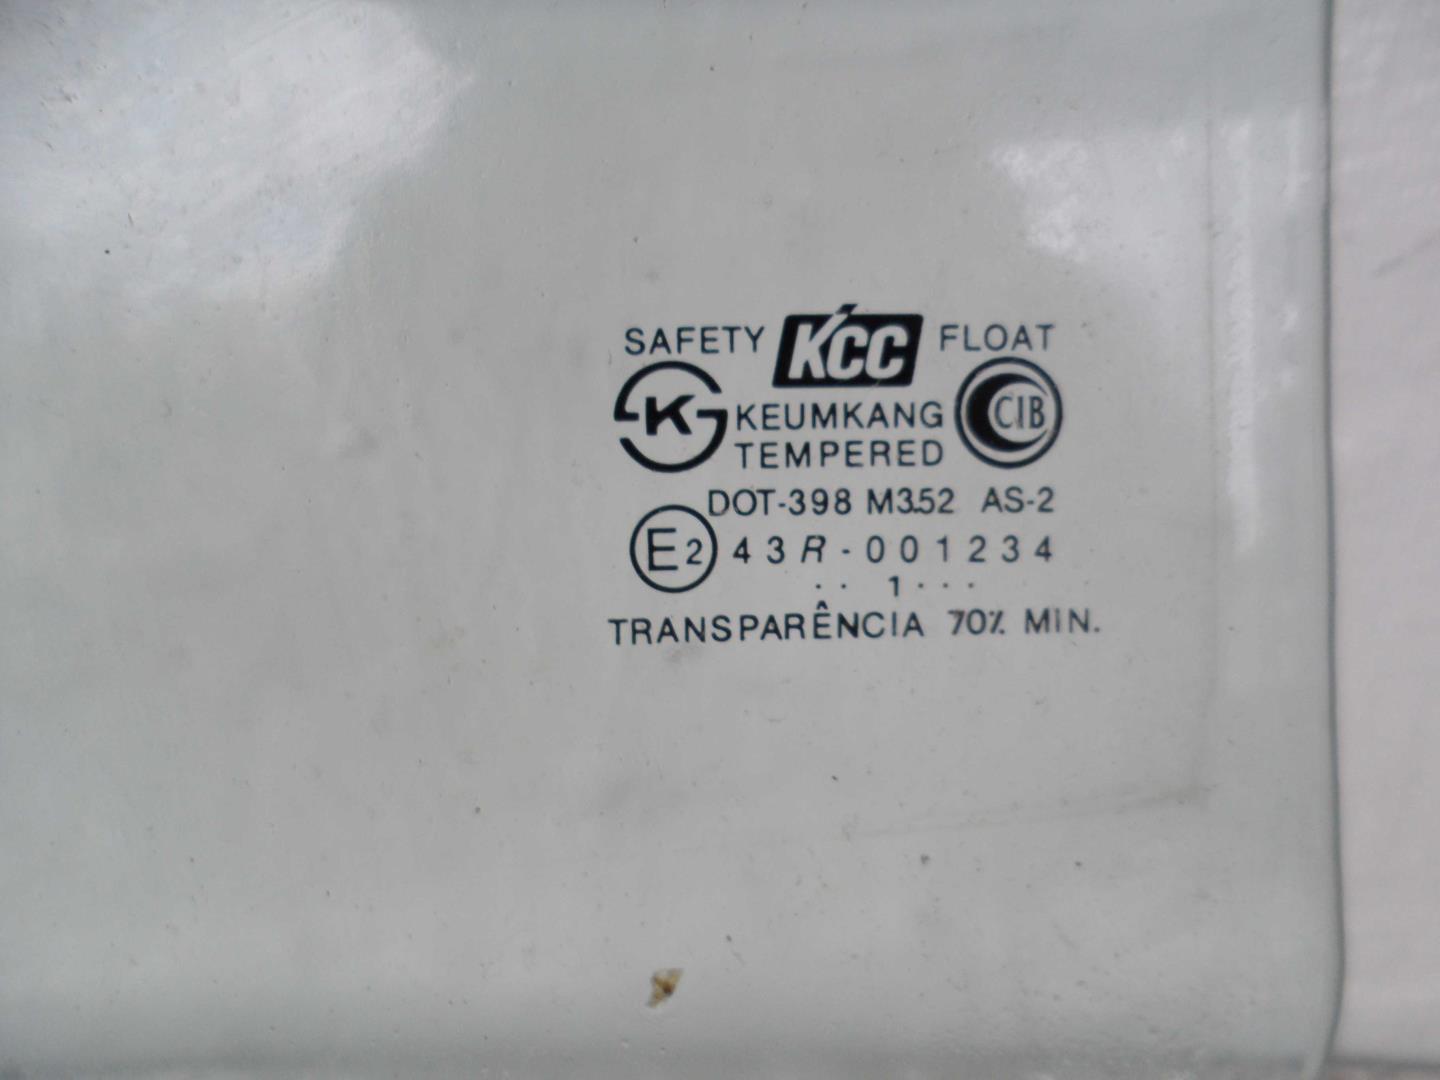 SAFETY KCC FLOAT
K KEUMKANG CIB
TEMPERED
DOT-398 M3.52 AS-2
E2 43R-001234
·· 1 ···
TRANSPARÊNCIA 70% MIN.